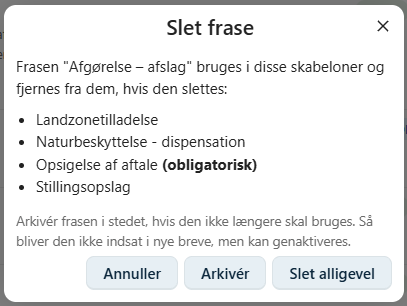 Slet frase
Frasen "Afgørelse – afslag" bruges i disse skabeloner og
fjernes fra dem, hvis den slettes:
• Landzonetilladelse
• Naturbeskyttelse - dispensation
• Opsigelse af aftale (obligatorisk)
• Stillingsopslag
Arkivér frasen i stedet, hvis den ikke længere skal bruges. Så
bliver den ikke indsat i nye breve, men kan genaktiveres.
Annuller
Arkivér
Slet alligevel